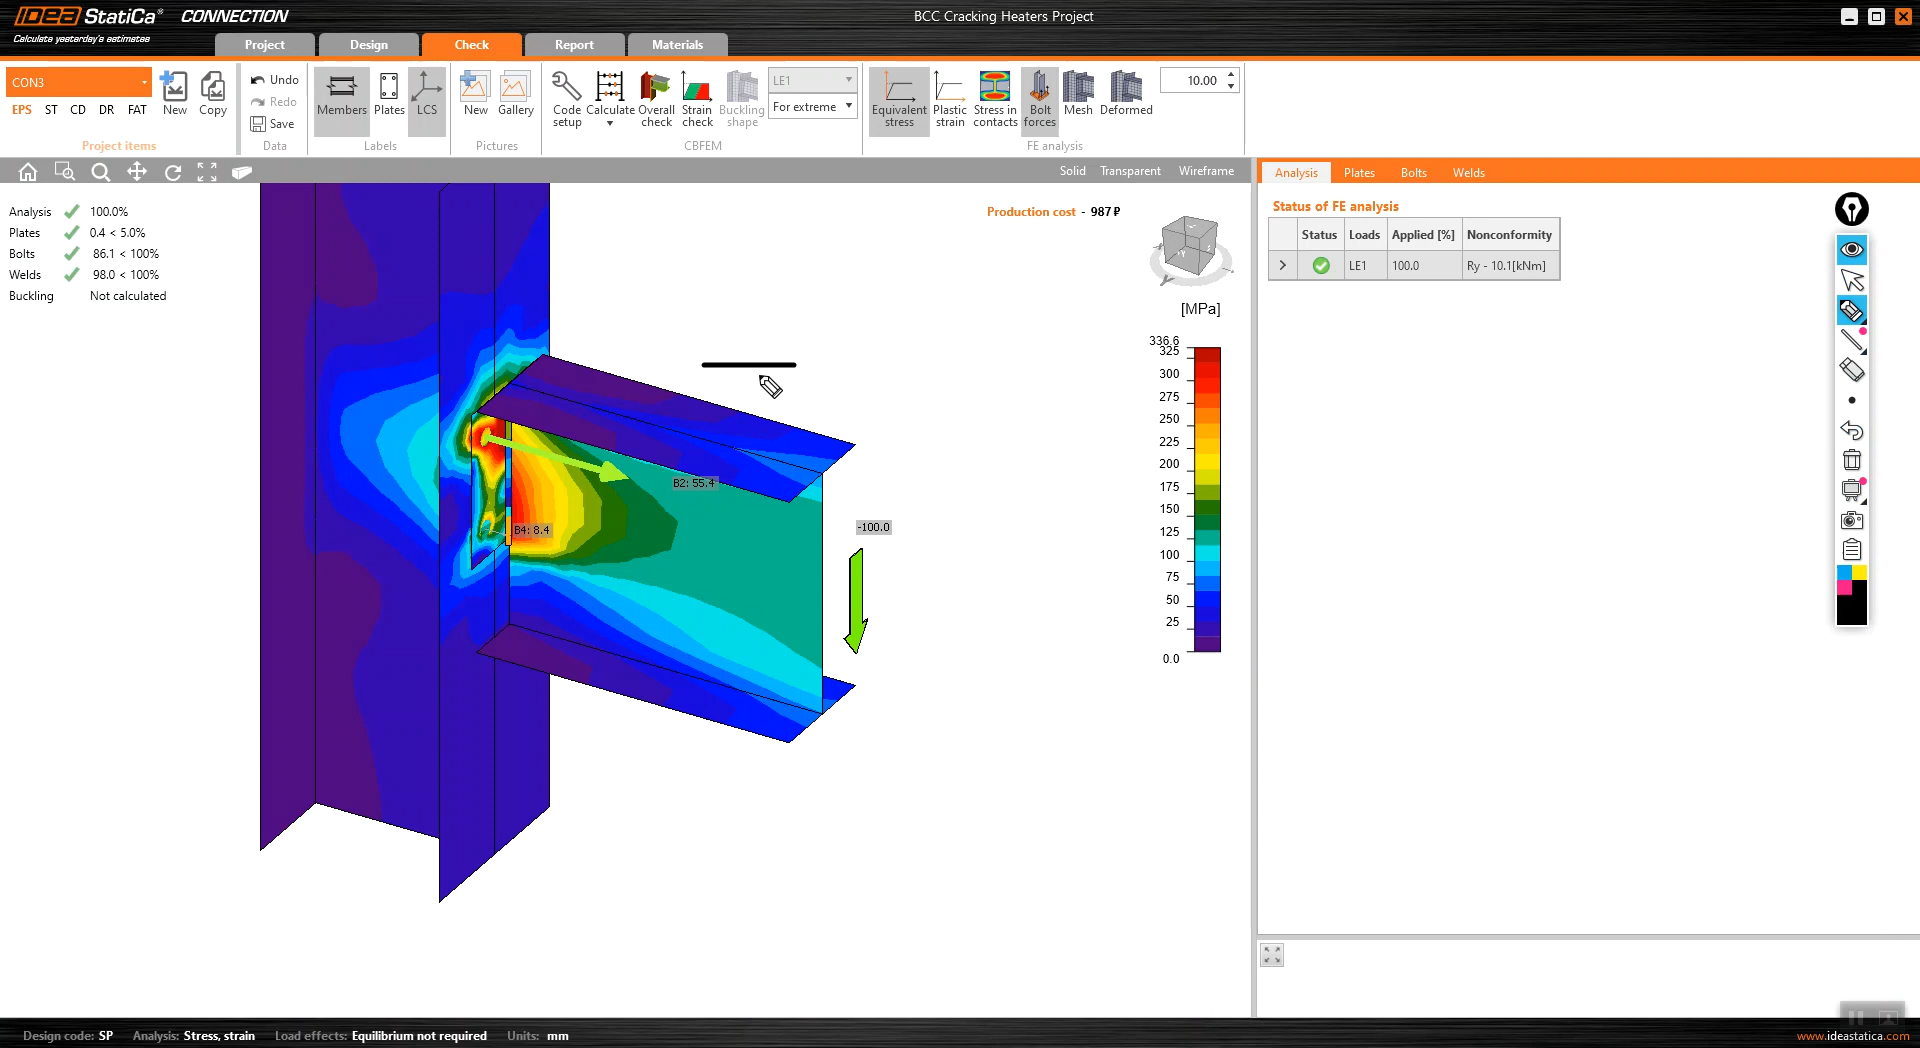 IDEA StatiCa® CONNECTION
Calculate yesterday's estimates
BCC Cracking Heaters Project
Project Design Check Report Materials
CON3
EPS ST CD DR FAT
New Copy
Project items
Undo
Redo
Save
Data
Members Plates LCS
Labels
New Gallery
Pictures
Code setup Calculate Overall check Strain check Buckling shape
LE1
For extreme
CBFEM
Equivalent stress Plastic strain Stress in contacts Bolt forces Mesh Deformed
10.00
FE analysis
Solid Transparent Wireframe
Analysis 100.0%
Plates 0.4 < 5.0%
Bolts 86.1 < 100%
Welds 98.0 < 100%
Buckling Not calculated
Production cost - 987 ₽
[MPa]
336.6
325
300
275
250
225
200
175
150
125
100
75
50
25
0.0
B2: 55.4
B4: 8.4
-100.0
Analysis Plates Bolts Welds
Status of FE analysis
Status Loads Applied [%] Nonconformity
LE1 100.0 Ry - 10.1[kNm]
Design code: SP Analysis: Stress, strain Load effects: Equilibrium not required Units: mm
www.ideastatica.com